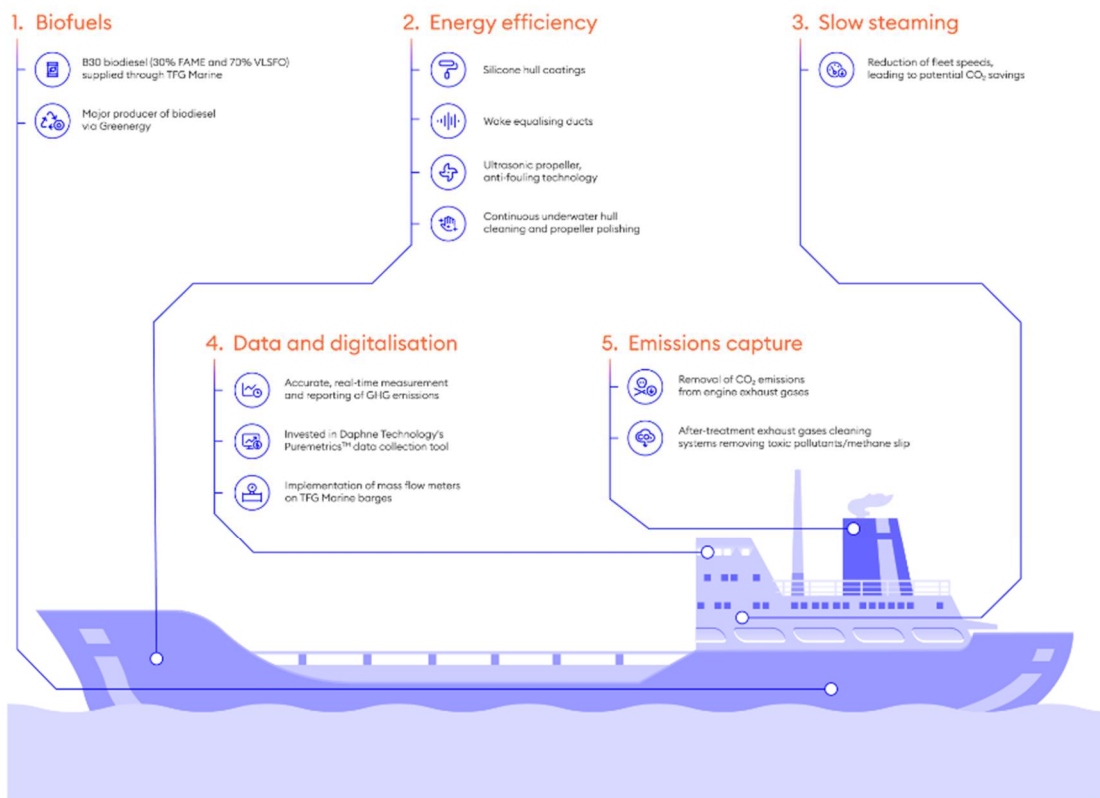 1. Biofuels
B30 biodiesel (30% FAME and 70% VLSFO)
supplied through TFG Marine
Major producer of biodiesel
via Greenergy
2. Energy efficiency
Silicone hull coatings
Wake equalising ducts
Ultrasonic propeller,
anti-fouling technology
Continuous underwater hull
cleaning and propeller polishing
3. Slow steaming
Reduction of fleet speeds,
leading to potential CO₂ savings
4. Data and digitalisation
Accurate, real-time measurement
and reporting of GHG emissions
Invested in Daphne Technology's
Puremetrics™ data collection tool
Implementation of mass flow meters
on TFG Marine barges
5. Emissions capture
Removal of CO₂ emissions
from engine exhaust gases
CO₂
After-treatment exhaust gases cleaning
systems removing toxic pollutants/methane slip